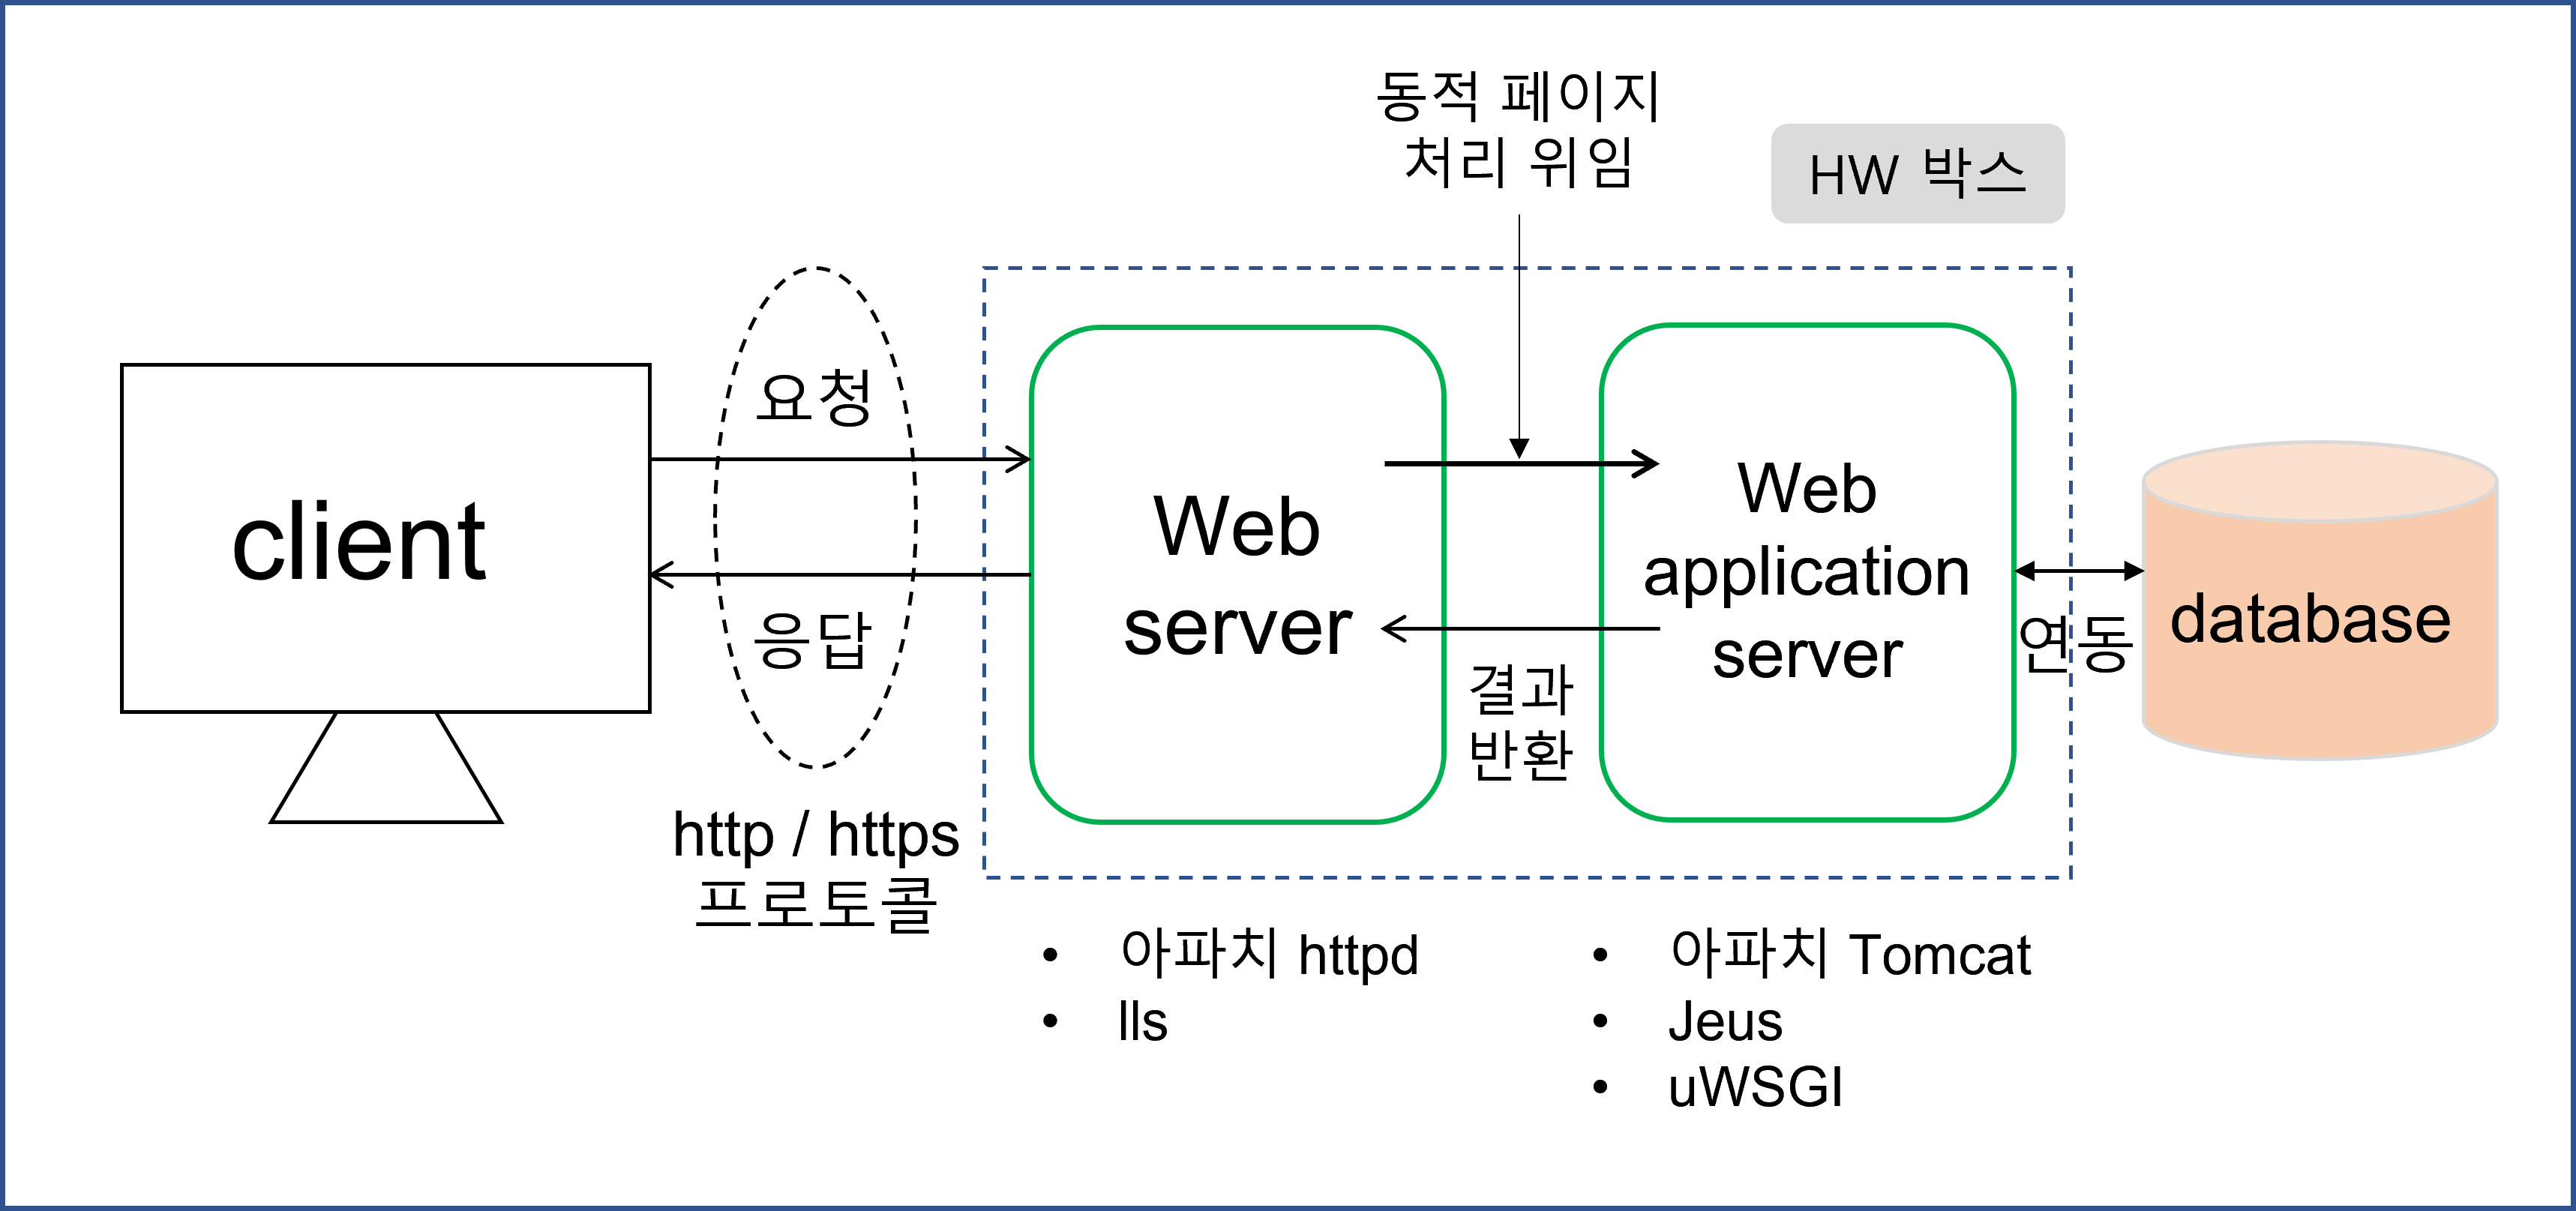 동적 페이지
처리 위임
HW 박스
요청
client
응답
http / https
프로토콜
Web
server
결과
반환
Web
application
server
연동
database
• 아파치 httpd
• lls
• 아파치 Tomcat
• Jeus
• uWSGI